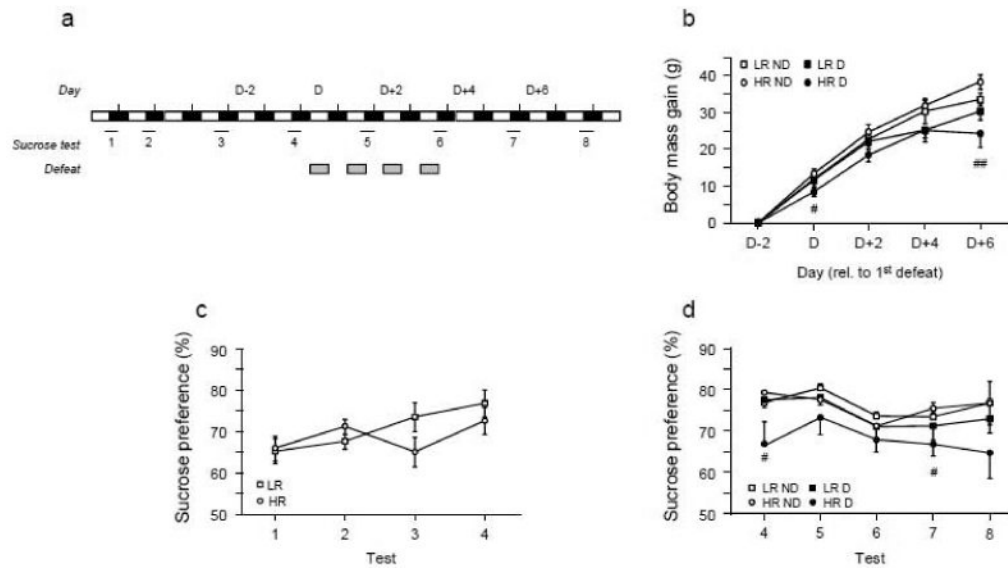 a
Day D-2 D D+2 D+4 D+6
Sucrose test 1 2 3 4 5 6 7 8
Defeat
b
LR ND LR D
HR ND HR D
Body mass gain (g)
40
30
20
10
0
#
##
D-2 D D+2 D+4 D+6
Day (rel. to 1st defeat)
c
Sucrose preference (%)
90
80
70
60
50
LR
HR
1 2 3 4
Test
d
Sucrose preference (%)
90
80
70
60
50
#
#
LR ND LR D
HR ND HR D
4 5 6 7 8
Test